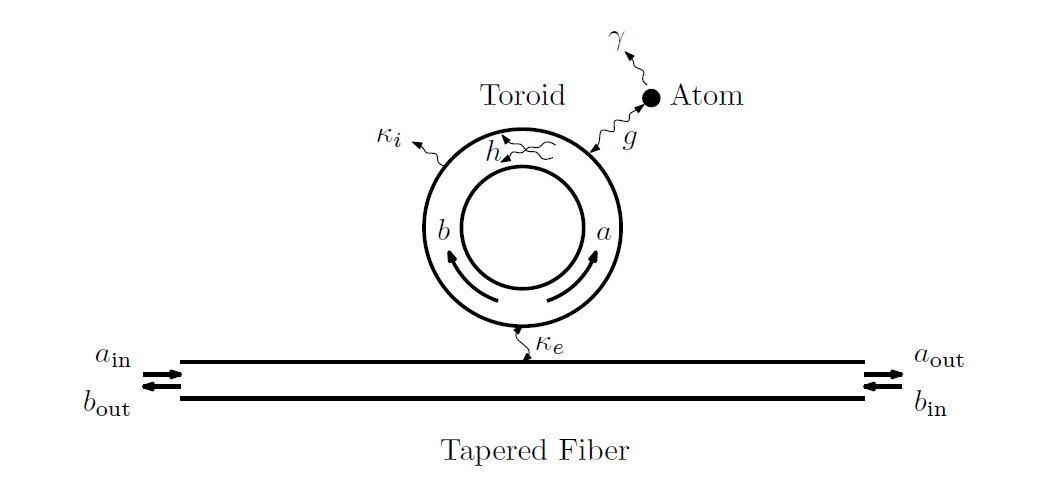 γ
Toroid
Atom
κi
h
g
b
a
κe
ain
aout
bout
bin
Tapered Fiber